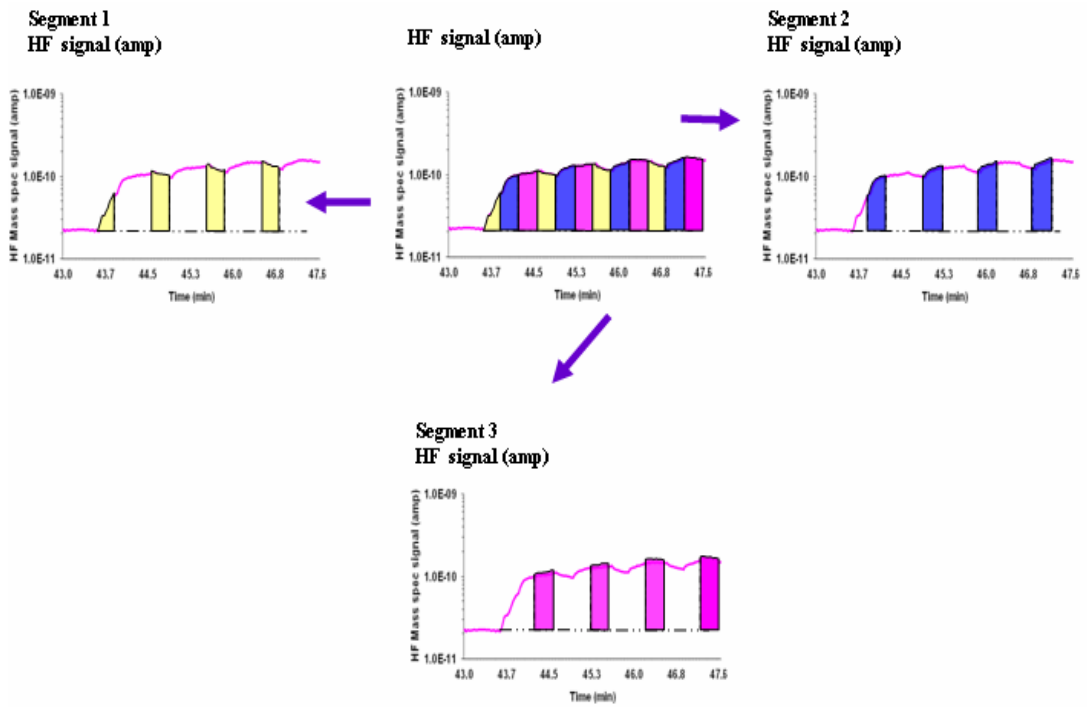 Segment 1
HF signal (amp)
HF signal (amp)
Segment 2
HF signal (amp)
HF Mass spec signal (amp)
1.0E-09
1.0E-10
1.0E-11
43.0 43.7 44.5 45.3 46.0 46.8 47.5
Time (min)
HF Mass spec signal (amp)
1.0E-09
1.0E-10
1.0E-11
43.0 43.7 44.5 45.3 46.0 46.8 47.5
Time (min)
HF Mass spec signal (amp)
1.0E-09
1.0E-10
1.0E-11
43.0 43.7 44.5 45.3 46.0 46.8 47.5
Time (min)
Segment 3
HF signal (amp)
HF Mass spec signal (amp)
1.0E-09
1.0E-10
1.0E-11
43.0 43.7 44.5 45.3 46.0 46.8 47.5
Time (min)